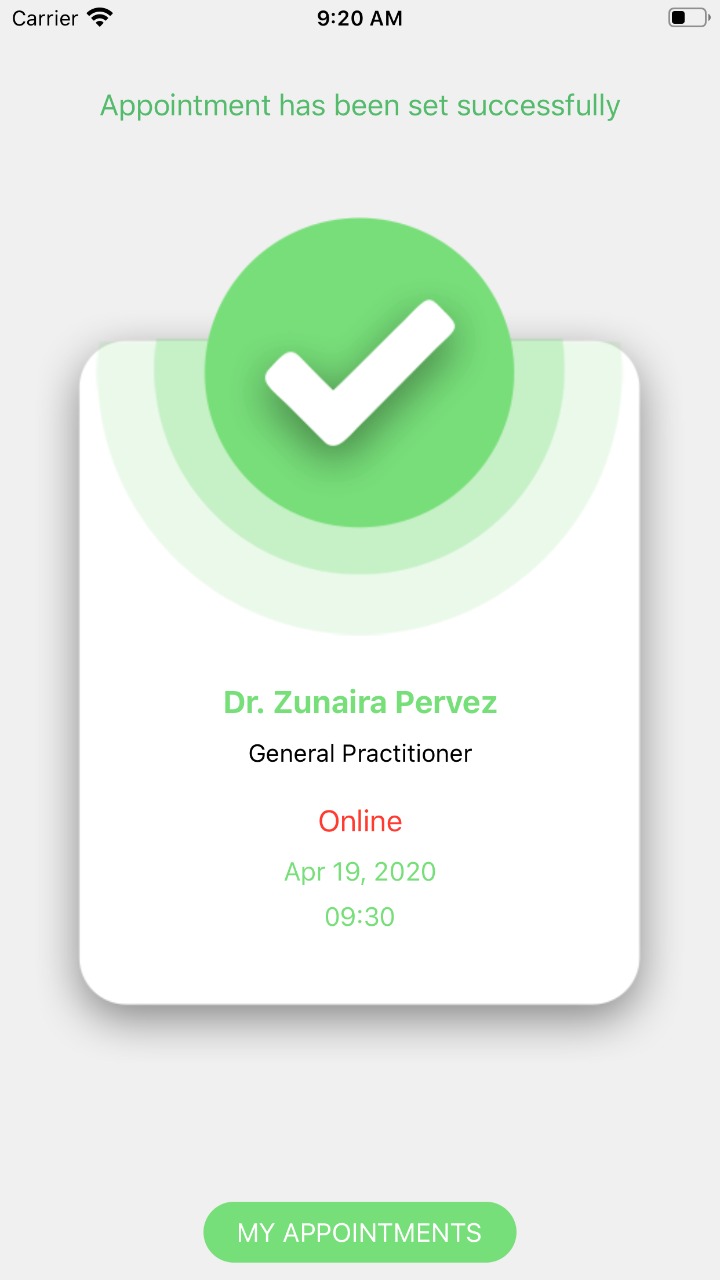 Carrier 9:20 AM
Appointment has been set successfully
Dr. Zunaira Pervez
General Practitioner
Online
Apr 19, 2020
09:30
MY APPOINTMENTS